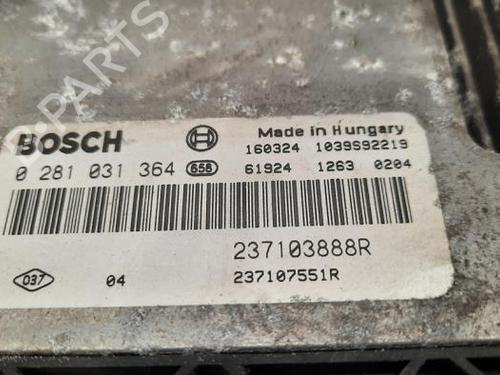 B-PARTS
BOSCH Made in Hungary
160324 1039S92219
0 281 031 364 658 61924 1263 0204
237103888R
037 04 237107551R